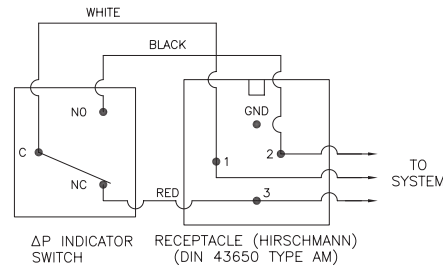 WHITE
BLACK
NO
GND
C
1
2
TO
SYSTEM
NC
RED
3
ΔP INDICATOR
SWITCH
RECEPTACLE (HIRSCHMANN)
(DIN 43650 TYPE AM)